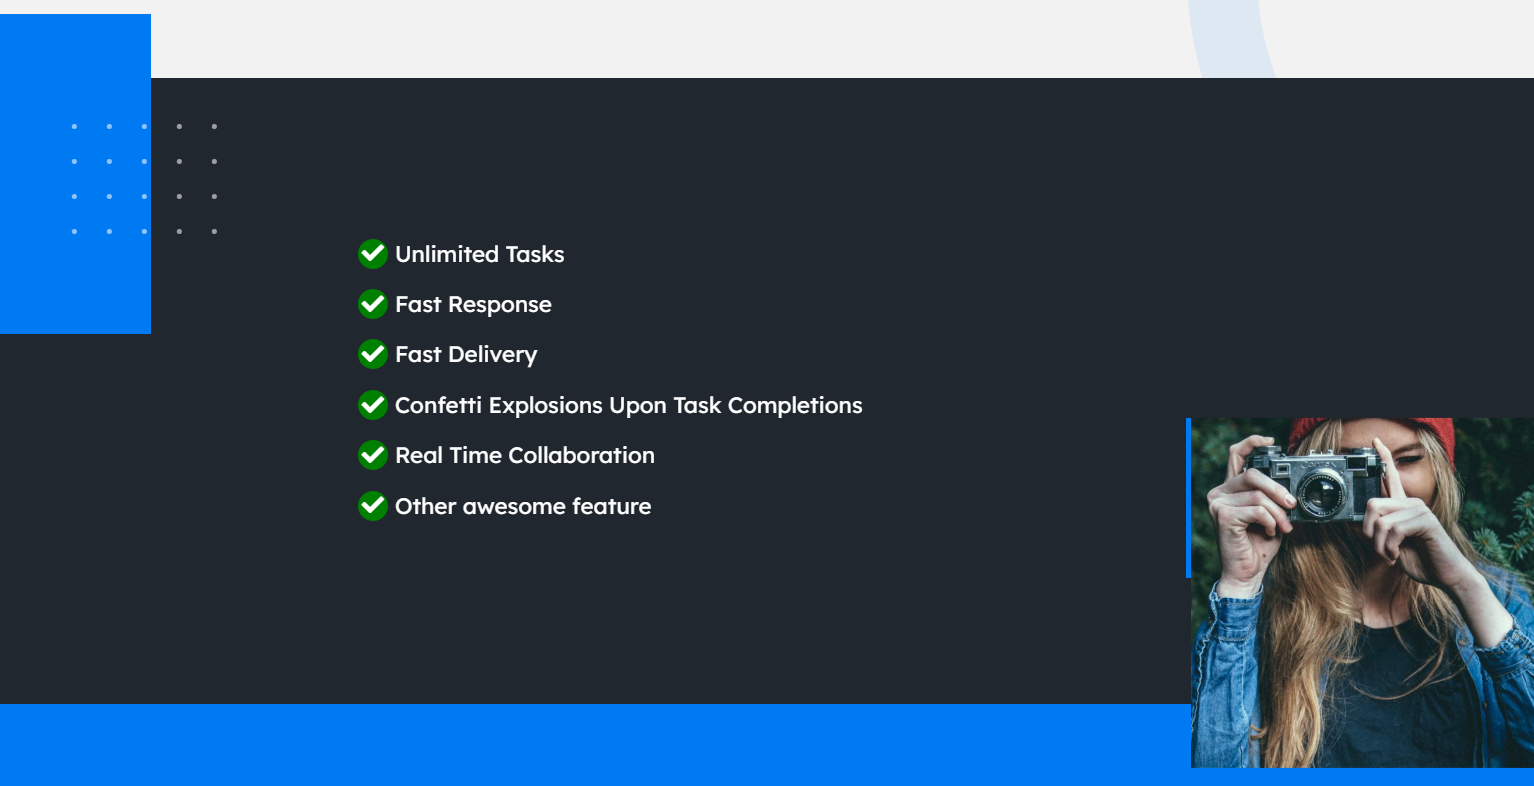 Unlimited Tasks
Fast Response
Fast Delivery
Confetti Explosions Upon Task Completions
Real Time Collaboration
Other awesome feature